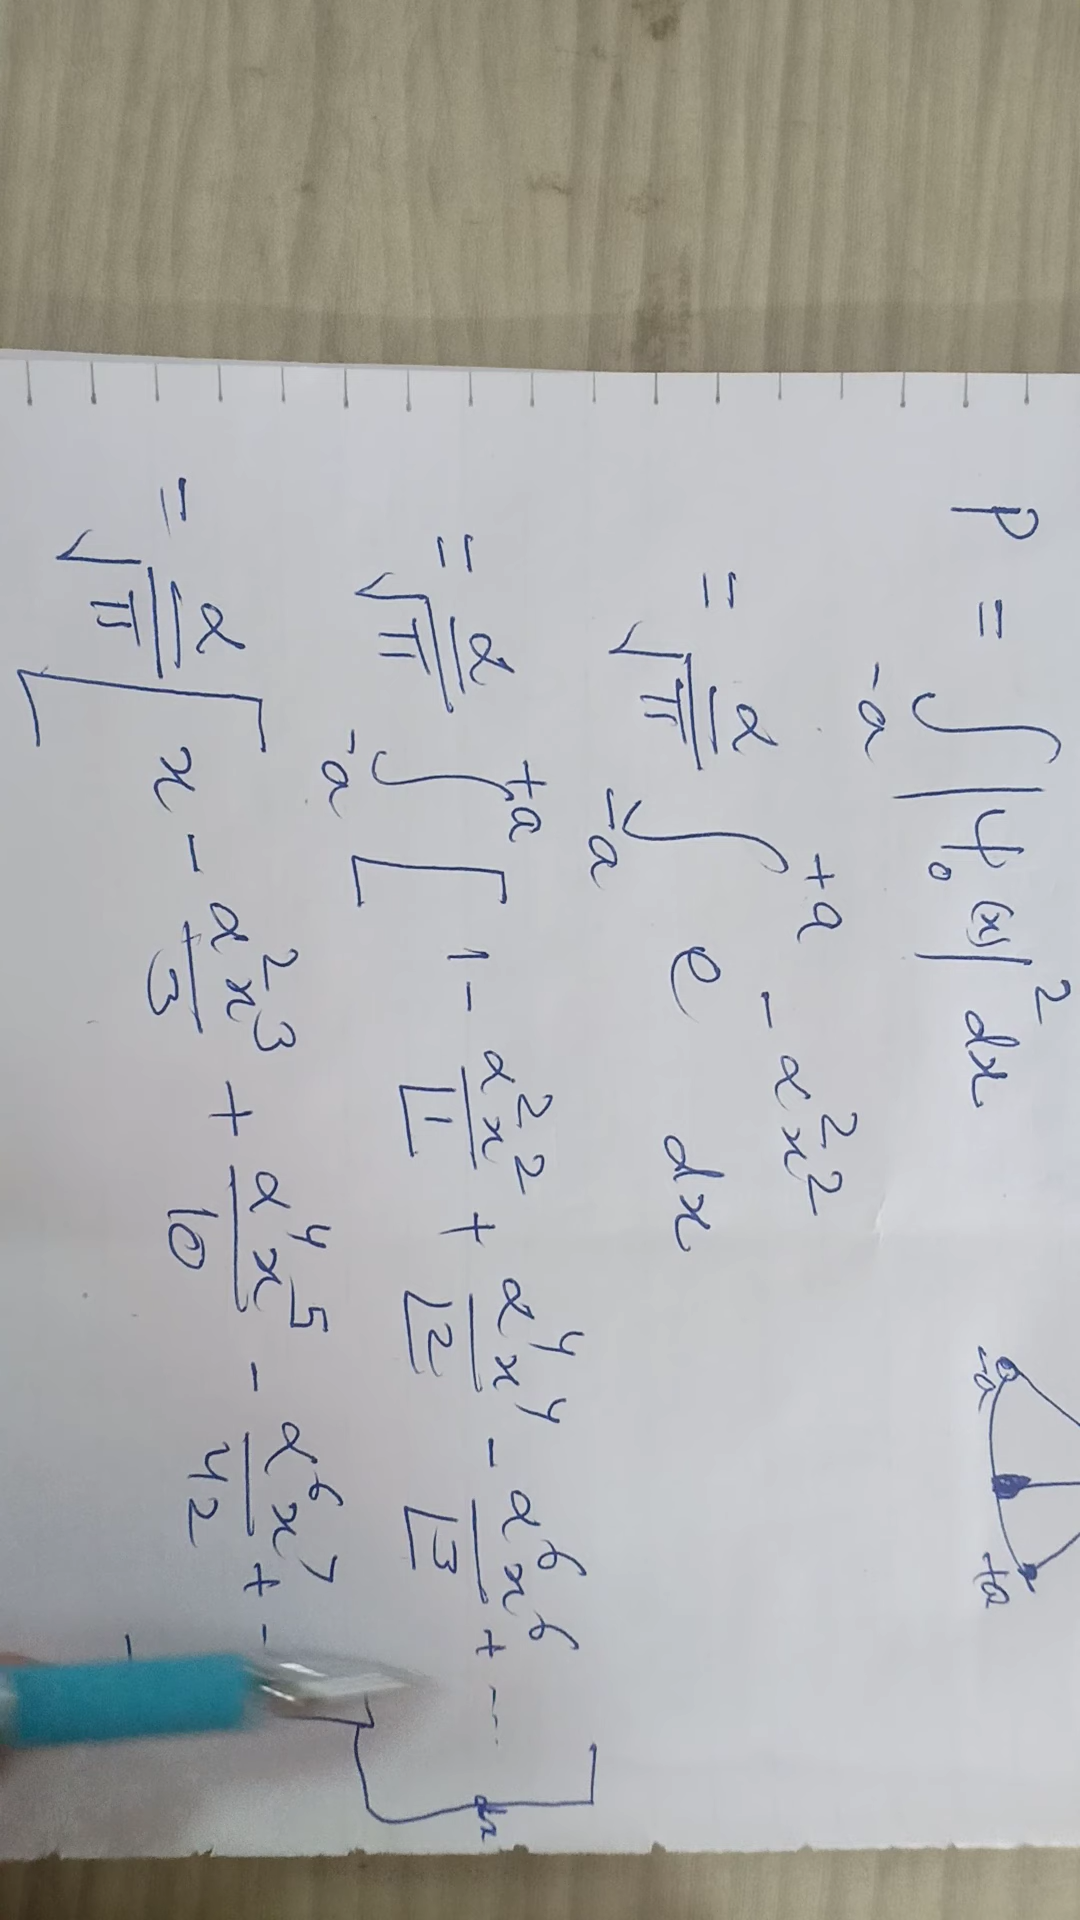 P = ∫_{-a} |ψ₀(x)|² dx
-a +a
= α/√π ∫_{-a}^{+a} e^{-α²x²} dx
= α/√π ∫_{-a}^{+a} [1 - α²x²/⌊1 + α⁴x⁴/⌊2 - α⁶x⁶/⌊3 + ---] dx
= α/√π [x - α²x³/3 + α⁴x⁵/10 - α⁶x⁷/42 + -